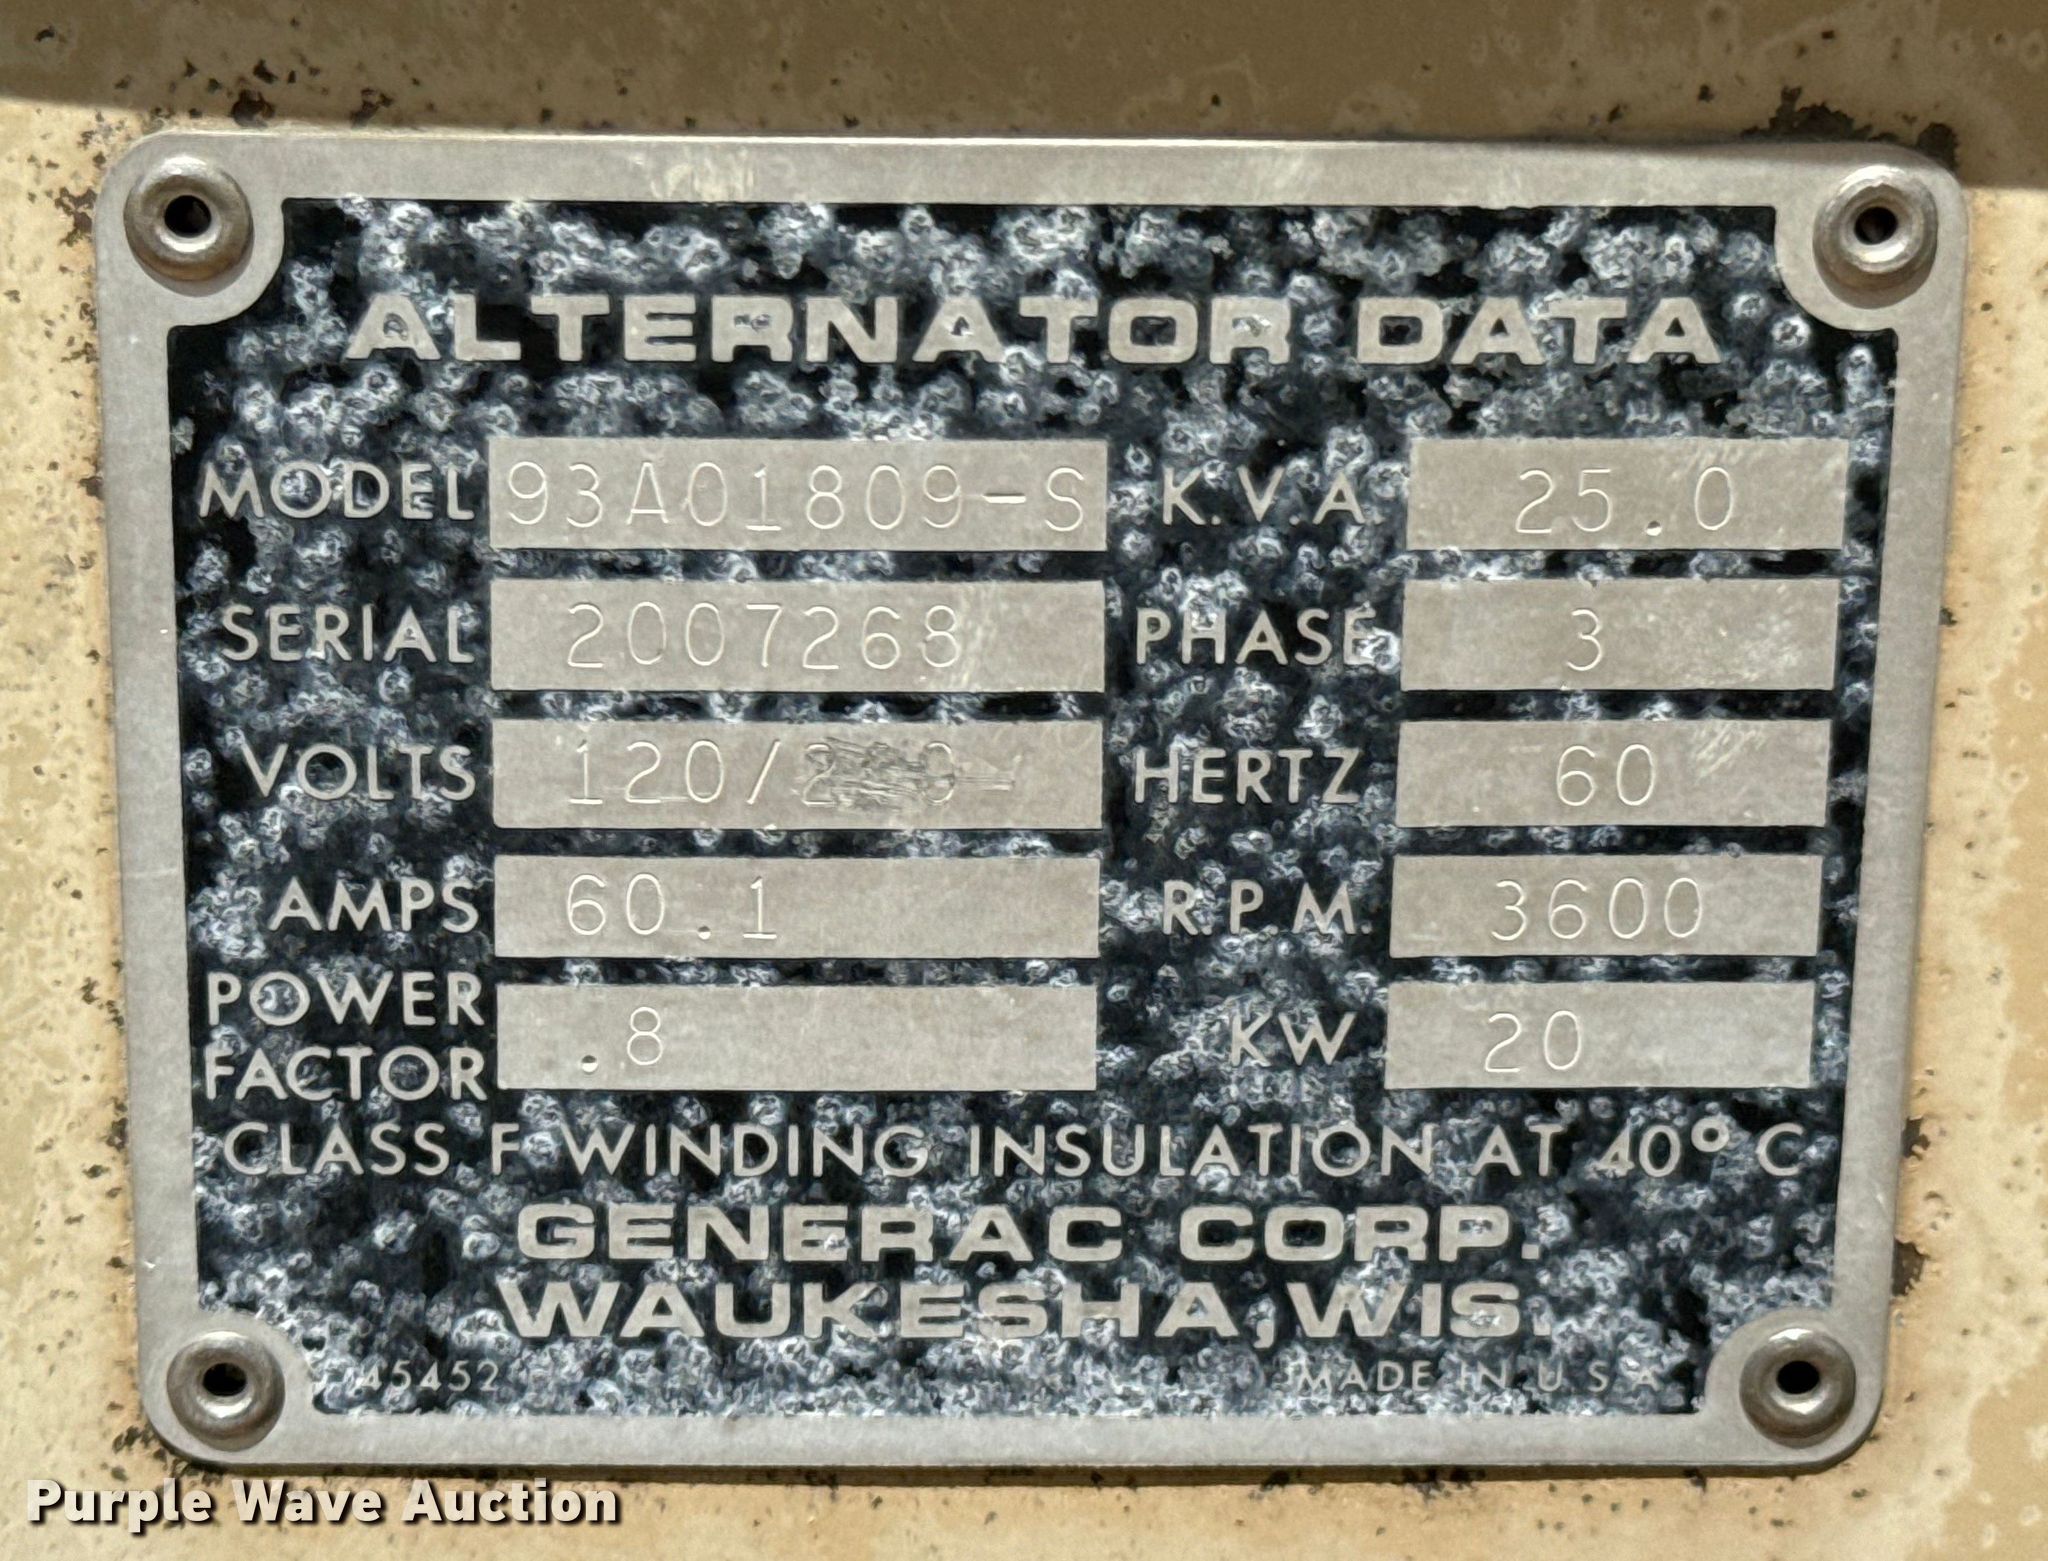 ALTERNATOR DATA
MODEL 93A01809-S K.V.A. 25.0
SERIAL 2007268 PHASE 3
VOLTS 120/ HERTZ 60
AMPS 60.1 R.P.M. 3600
POWER FACTOR .8 KW 20
CLASS F WINDING INSULATION AT 40° C
GENERAC CORP.
WAUKESHA, WIS.
45452 MADE IN U S A
Purple Wave Auction